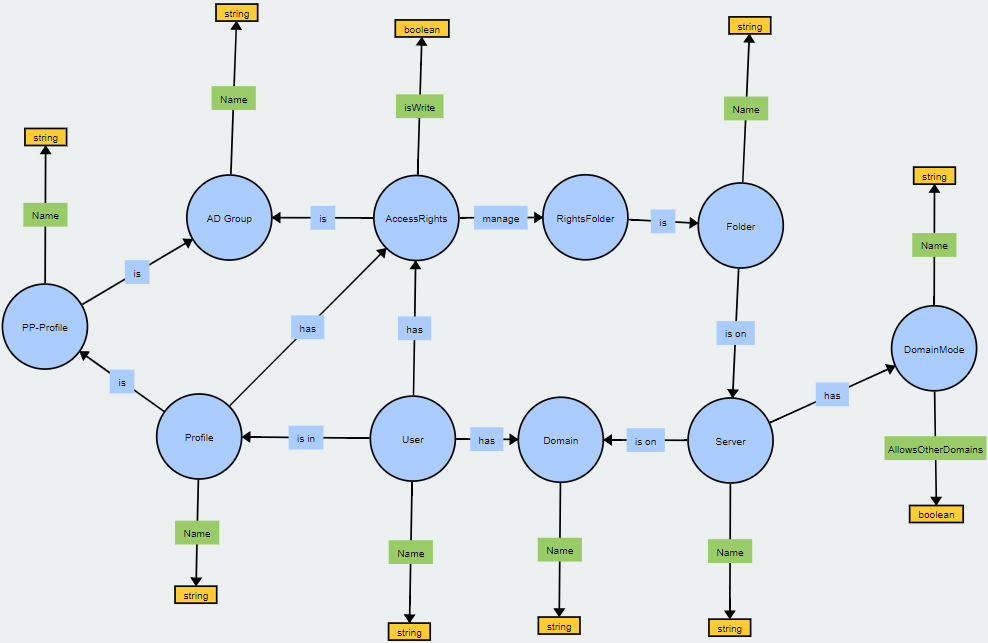 string
boolean
string
Name
isWrite
Name
string
string
Name
AD Group
is
AccessRights
manage
RightsFolder
is
Folder
Name
is
PP-Profile
has
has
is on
DomainMode
is
has
Profile
is in
User
has
Domain
is on
Server
AllowsOtherDomains
boolean
Name
Name
Name
Name
string
string
string
string